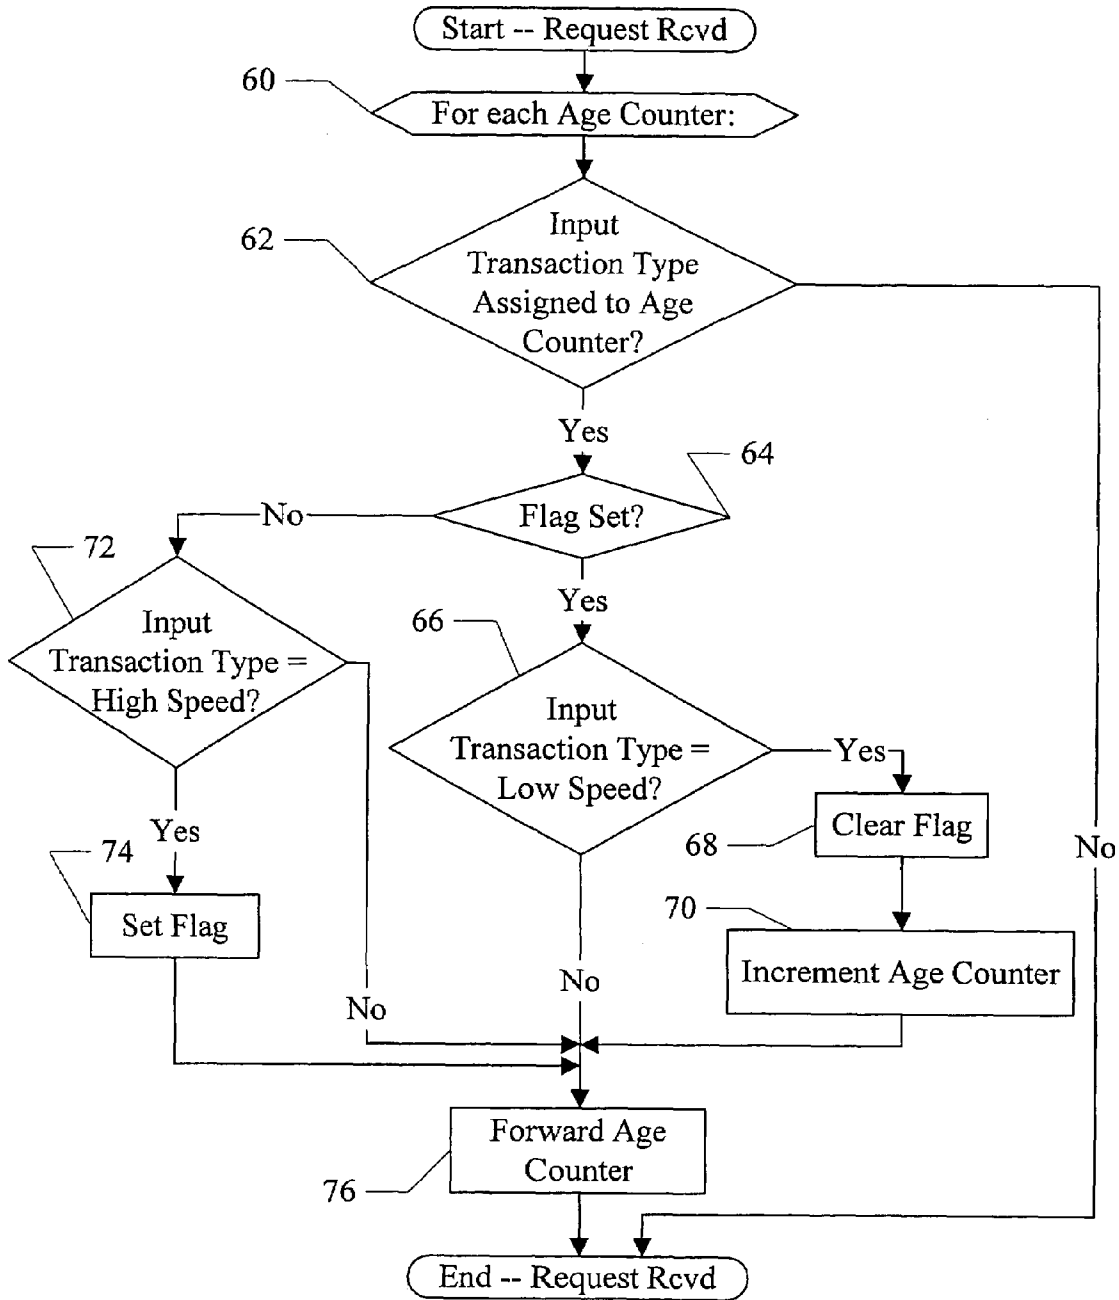 Start -- Request Rcvd
60
For each Age Counter:
62
Input
Transaction Type
Assigned to Age
Counter?
Yes
64
No
Flag Set?
72
Yes
66
Input
Transaction Type =
High Speed?
Input
Transaction Type =
Low Speed?
Yes
Clear Flag
68
No
Yes
74
Set Flag
70
Increment Age Counter
No
No
Forward Age
Counter
76
End -- Request Rcvd